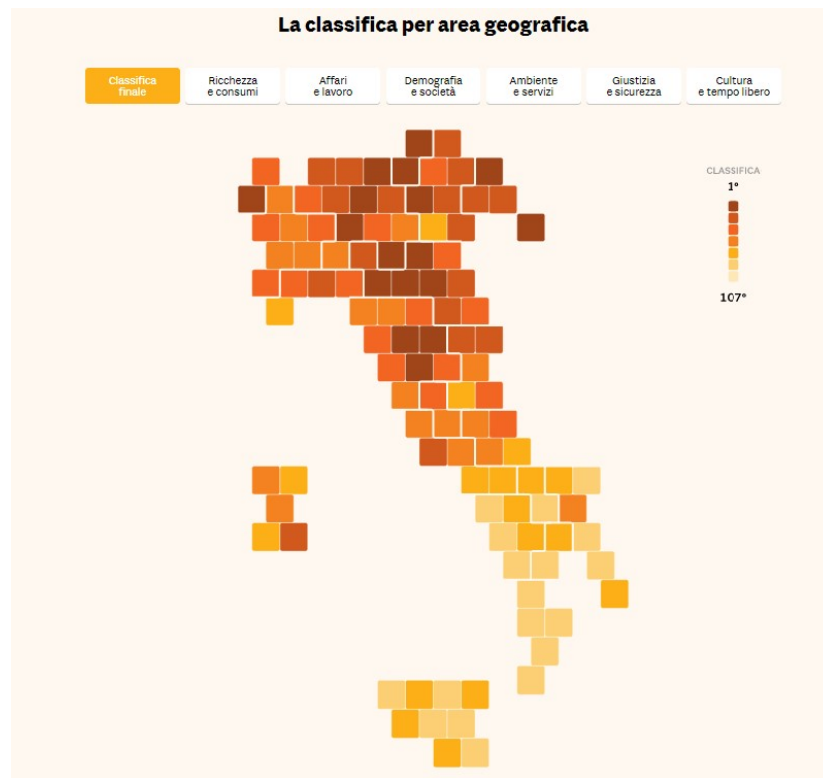 La classifica per area geografica
Classifica
finale
Ricchezza
e consumi
Affari
e lavoro
Demografia
e società
Ambiente
e servizi
Giustizia
e sicurezza
Cultura
e tempo libero
CLASSIFICA
1°
107°